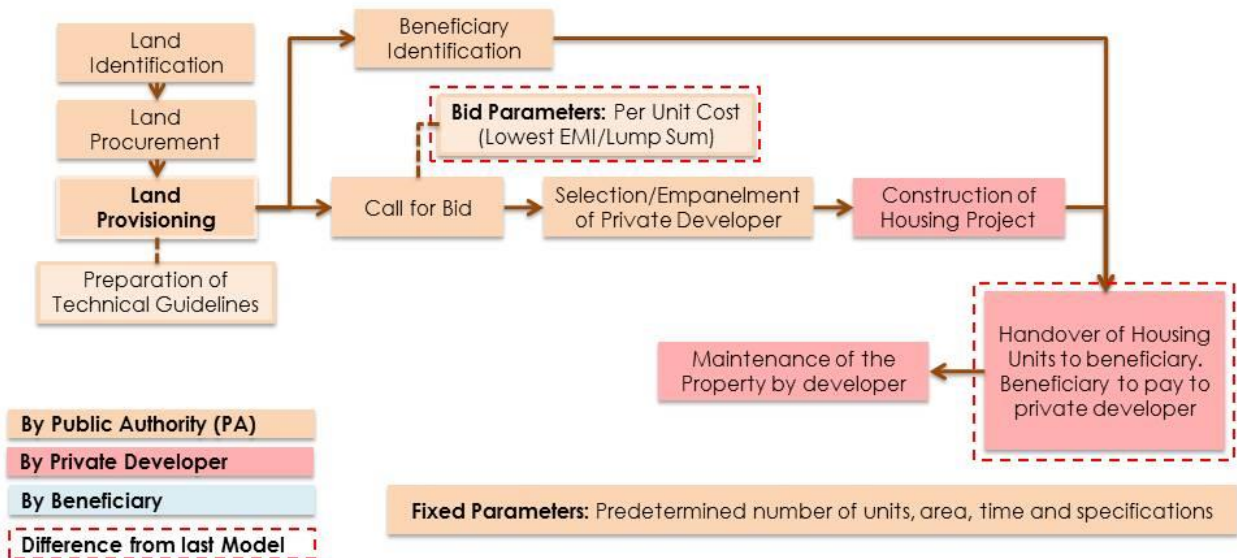 Land
Identification
Land
Procurement
Land
Provisioning
Preparation of
Technical Guidelines
Beneficiary
Identification
Bid Parameters: Per Unit Cost
(Lowest EMI/Lump Sum)
Call for Bid
Selection/Empanelment
of Private Developer
Construction of
Housing Project
Handover of Housing
Units to beneficiary.
Beneficiary to pay to
private developer
Maintenance of the
Property by developer
By Public Authority (PA)
By Private Developer
By Beneficiary
Difference from last Model
Fixed Parameters: Predetermined number of units, area, time and specifications